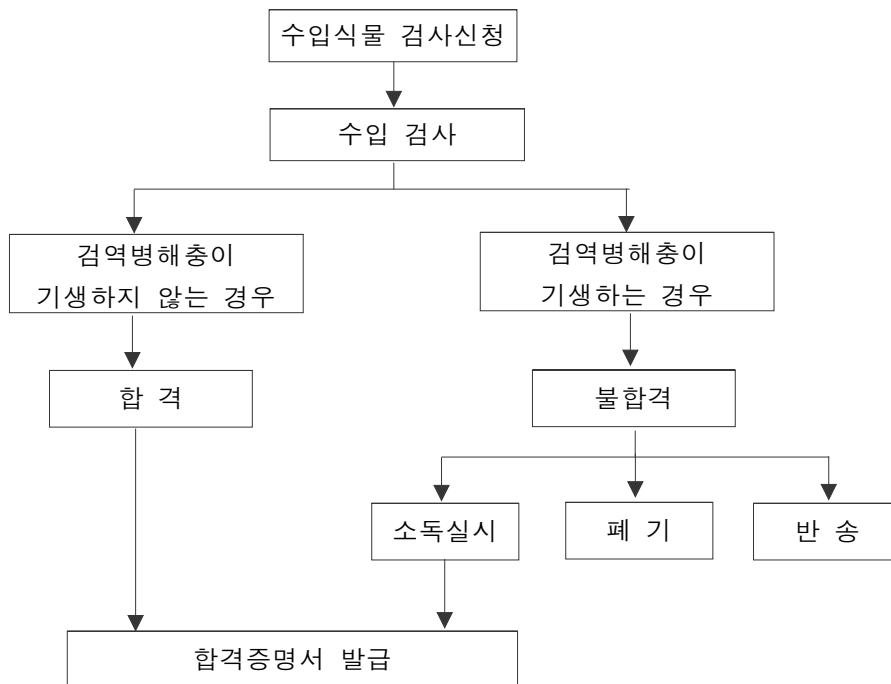 수입식물 검사신청
수입 검사
검역병해충이
기생하지 않는 경우
검역병해충이
기생하는 경우
합 격
불합격
소독실시
폐 기
반 송
합격증명서 발급